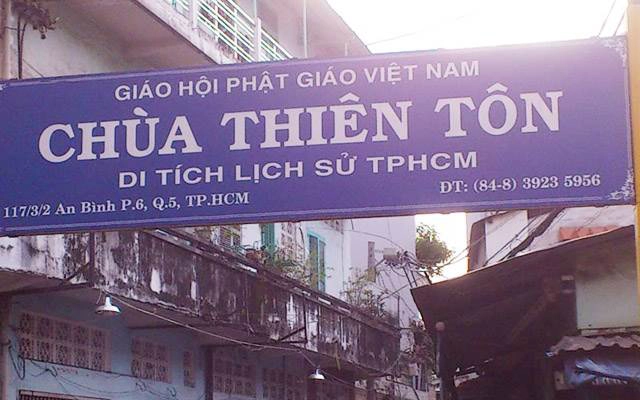 GIÁO HỘI PHẬT GIÁO VIỆT NAM
CHÙA THIÊN TÔN
DI TÍCH LỊCH SỬ TPHCM
117/3/2 An Bình P.6, Q.5, TP.HCM
ĐT: (84-8) 3923 5956